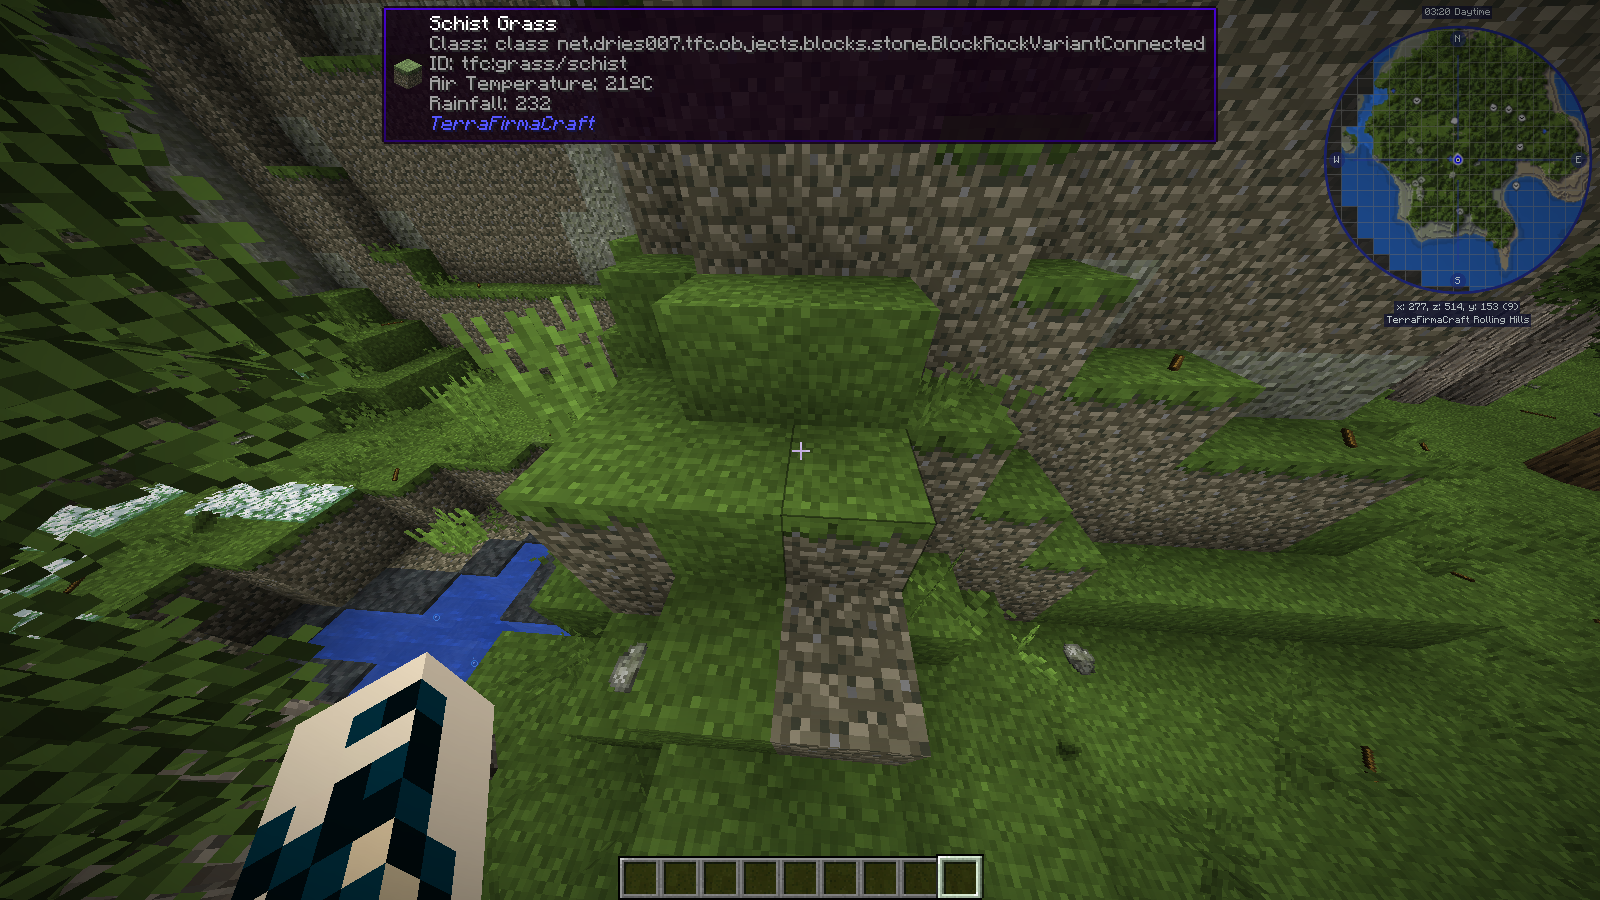 Schist Grass
Class: class net.dries007.tfc.objects.blocks.stone.BlockRockVariantConnected
ID: tfc:grass/schist
Air Temperature: 21ºC
Rainfall: 232
TerraFirmaCraft
03:20 Daytime
N
W
E
S
x: 277, z: 514, y: 153 (9)
TerraFirmaCraft Rolling Hills